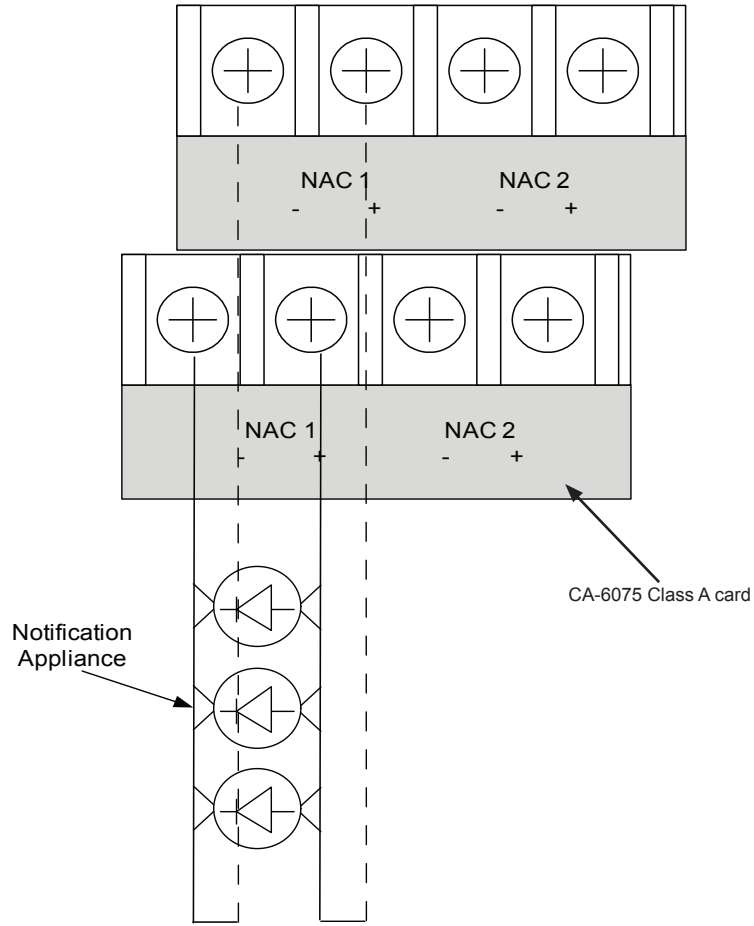 NAC 1 NAC 2
- + - +
NAC 1 NAC 2
- + - +
CA-6075 Class A card
Notification
Appliance